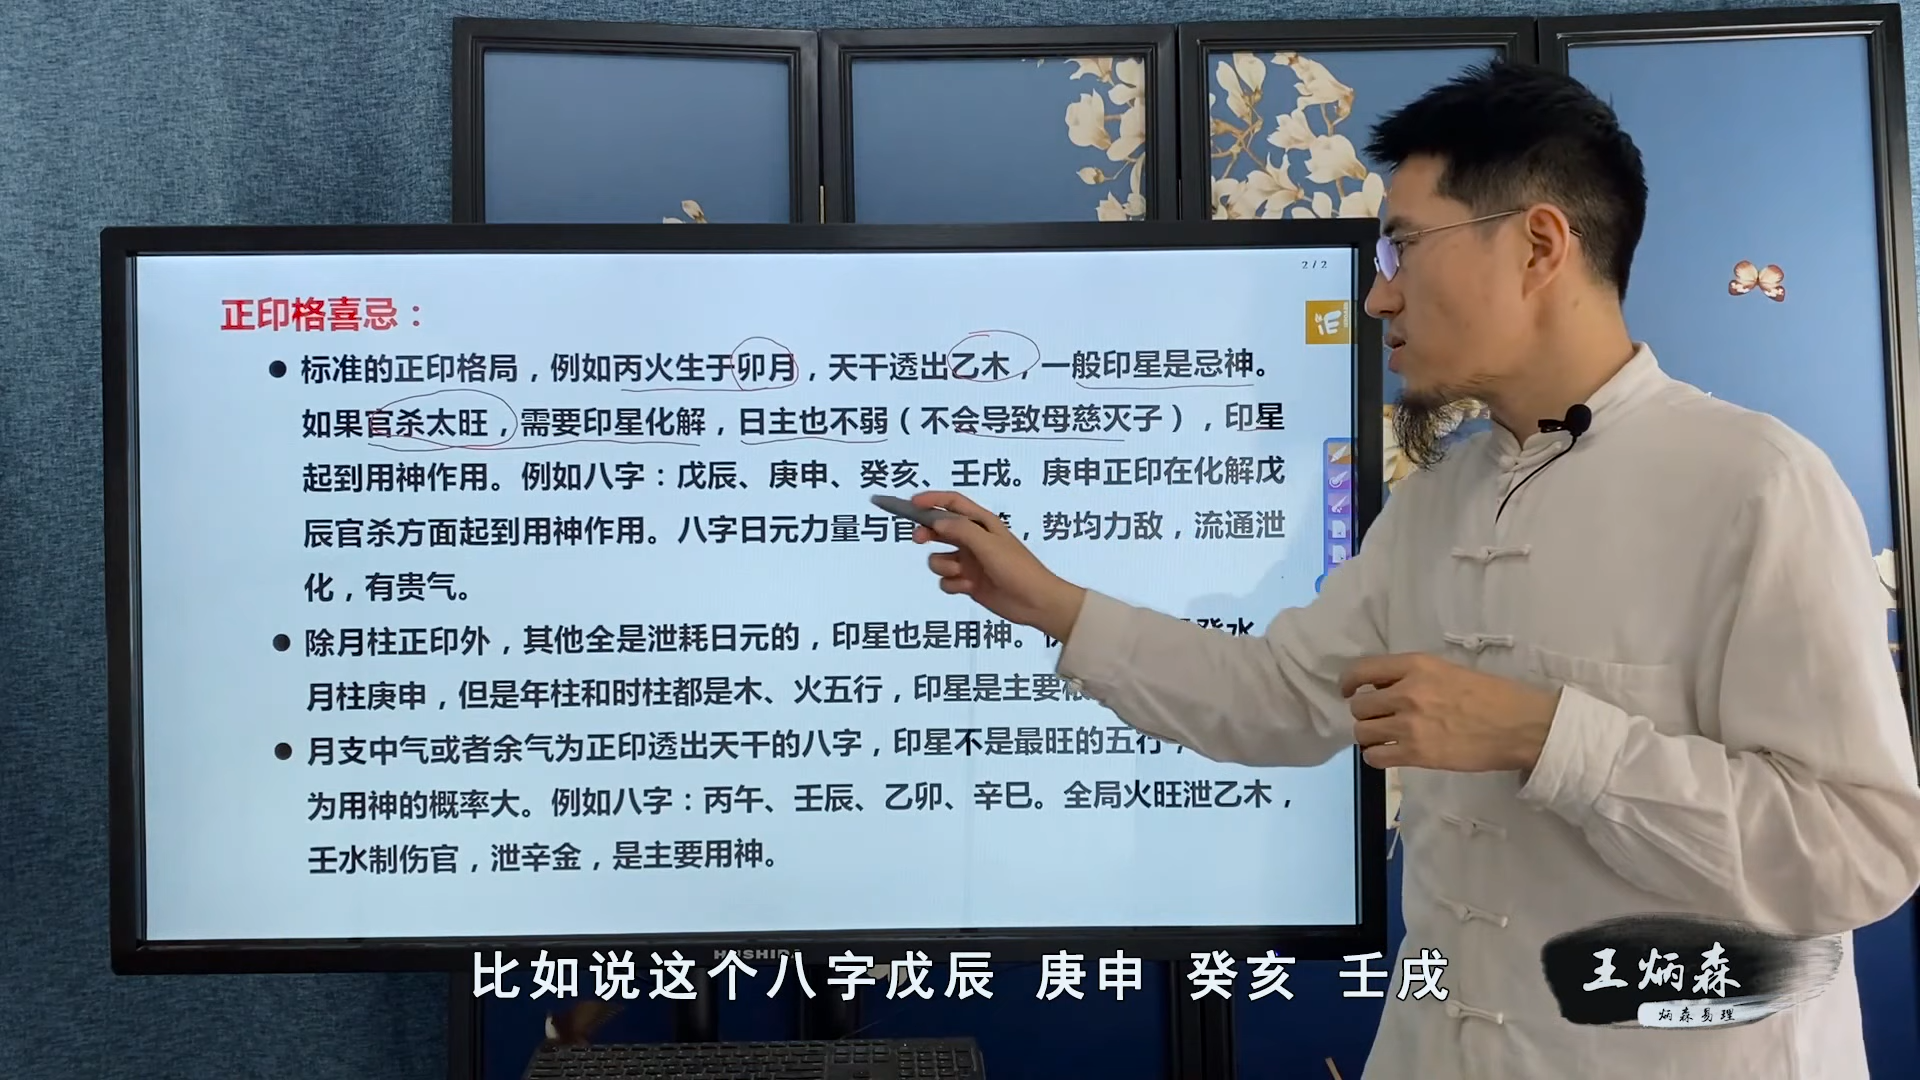 2 / 2
正印格喜忌：
● 标准的正印格局，例如丙火生于卯月，天干透出乙木，一般印星是忌神。
如果官杀太旺，需要印星化解，日主也不弱（不会导致母慈灭子），印星
起到用神作用。例如八字：戊辰、庚申、癸亥、壬戌。庚申正印在化解戊
辰官杀方面起到用神作用。八字日元力量与官 ，势均力敌，流通泄
化，有贵气。
● 除月柱正印外，其他全是泄耗日元的，印星也是用神。 癸水，
月柱庚申，但是年柱和时柱都是木、火五行，印星是主要
● 月支中气或者余气为正印透出天干的八字，印星不是最旺的五行，
为用神的概率大。例如八字：丙午、壬辰、乙卯、辛巳。全局火旺泄乙木，
壬水制伤官，泄辛金，是主要用神。
比如说这个八字戊辰 庚申 癸亥 壬戌
王炳森
炳森易理